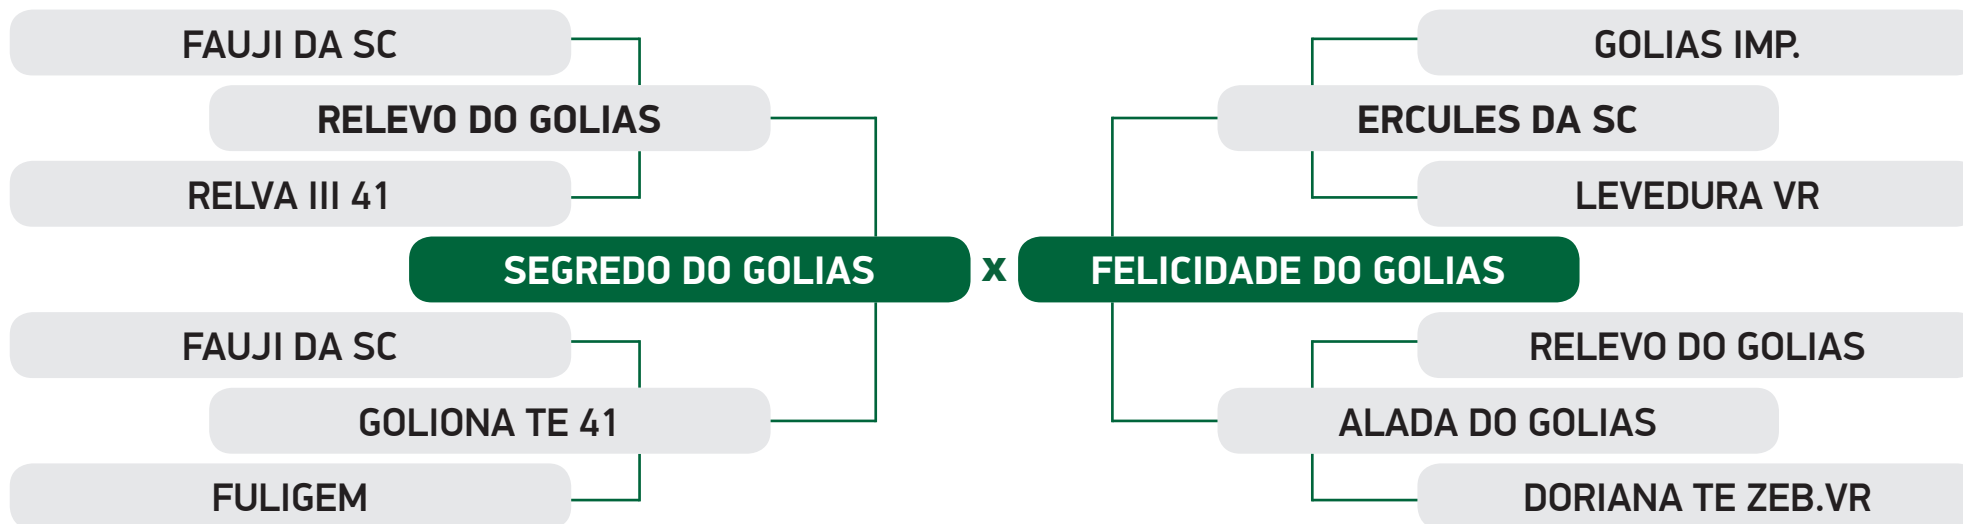 FAUJI DA SC
GOLIAS IMP.
RELEVO DO GOLIAS
ERCULES DA SC
RELVA III 41
LEVEDURA VR
SEGREDO DO GOLIAS x FELICIDADE DO GOLIAS
FAUJI DA SC
RELEVO DO GOLIAS
GOLIONA TE 41
ALADA DO GOLIAS
FULIGEM
DORIANA TE ZEB.VR